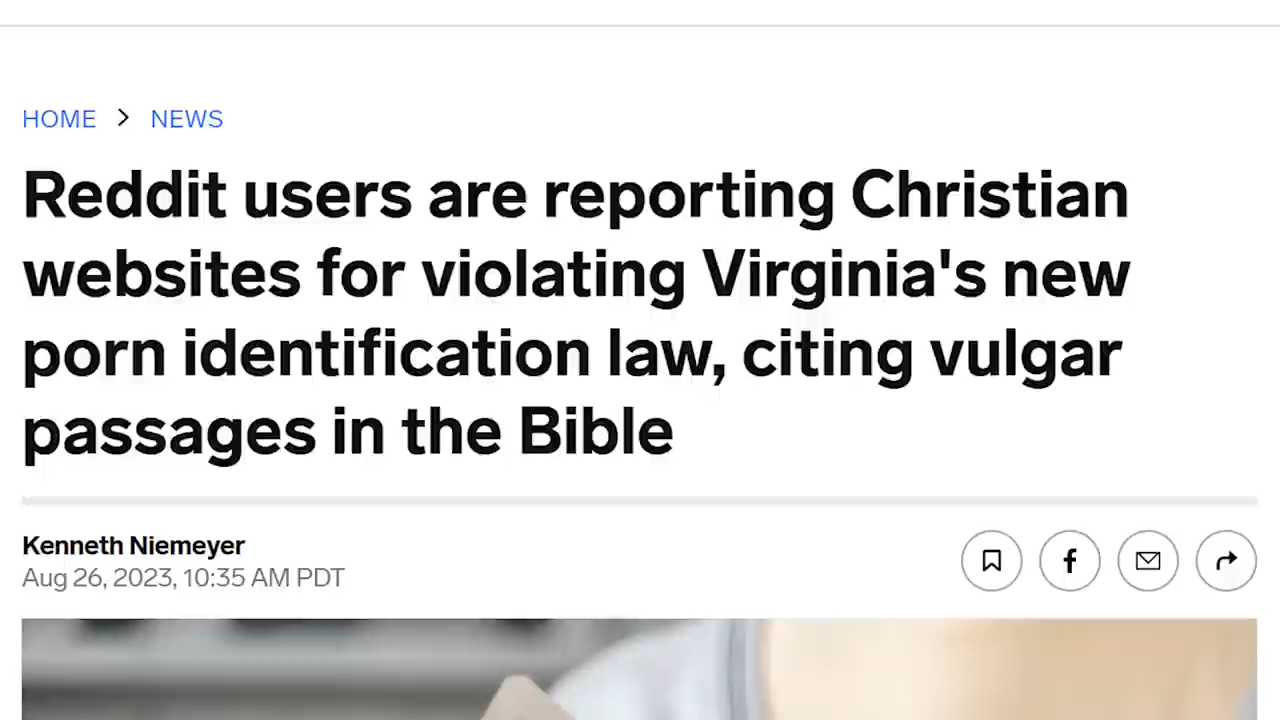 HOME > NEWS
Reddit users are reporting Christian
websites for violating Virginia's new
porn identification law, citing vulgar
passages in the Bible
Kenneth Niemeyer
Aug 26, 2023, 10:35 AM PDT